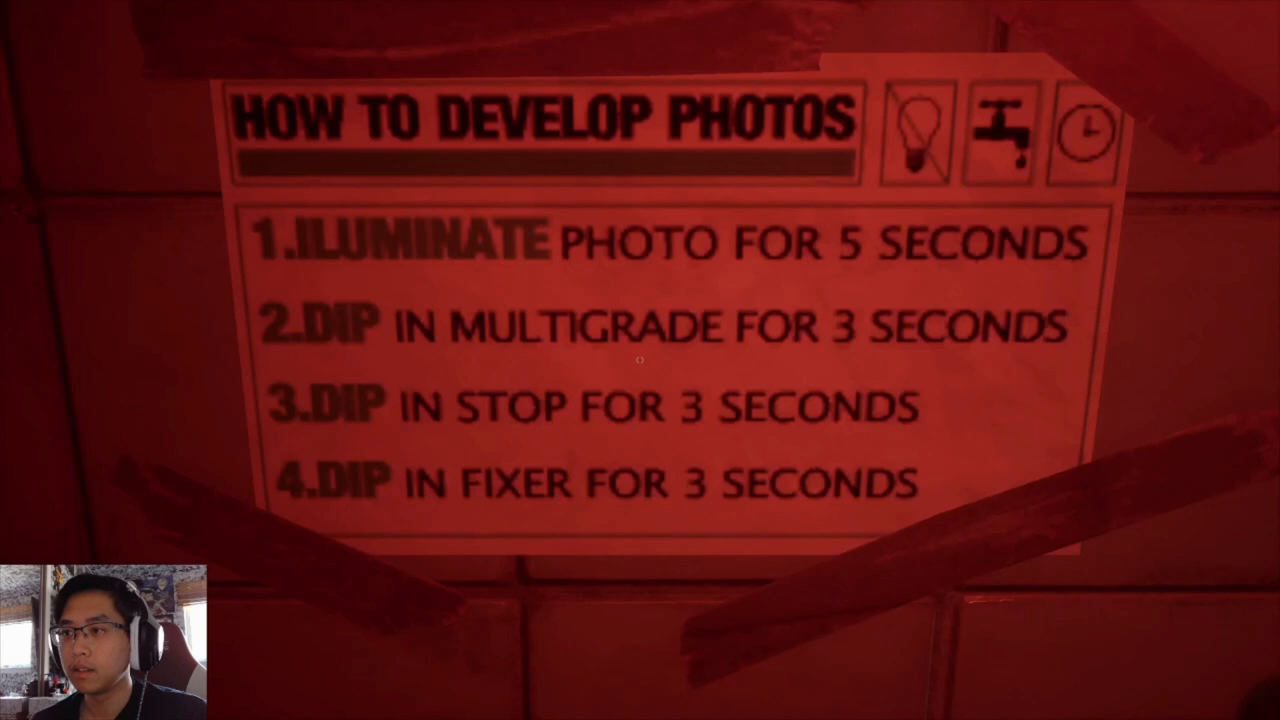 HOW TO DEVELOP PHOTOS
1.ILUMINATE PHOTO FOR 5 SECONDS
2.DIP IN MULTIGRADE FOR 3 SECONDS
3.DIP IN STOP FOR 3 SECONDS
4.DIP IN FIXER FOR 3 SECONDS